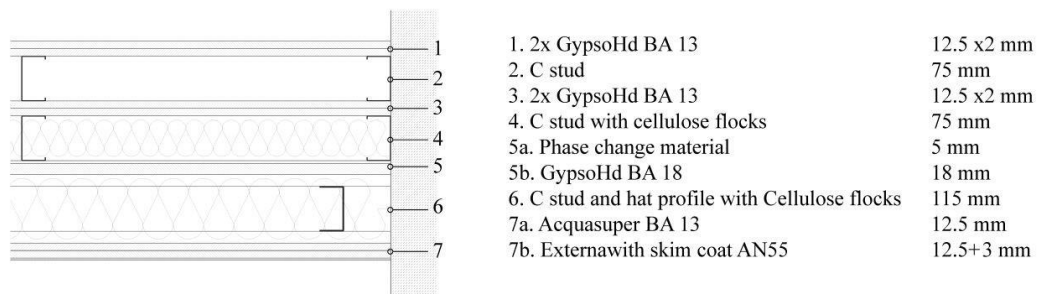 1
2
3
4
5
6
7
1. 2x GypsoHd BA 13 12.5 x2 mm
2. C stud 75 mm
3. 2x GypsoHd BA 13 12.5 x2 mm
4. C stud with cellulose flocks 75 mm
5a. Phase change material 5 mm
5b. GypsoHd BA 18 18 mm
6. C stud and hat profile with Cellulose flocks 115 mm
7a. Acquasuper BA 13 12.5 mm
7b. Externawith skim coat AN55 12.5+3 mm